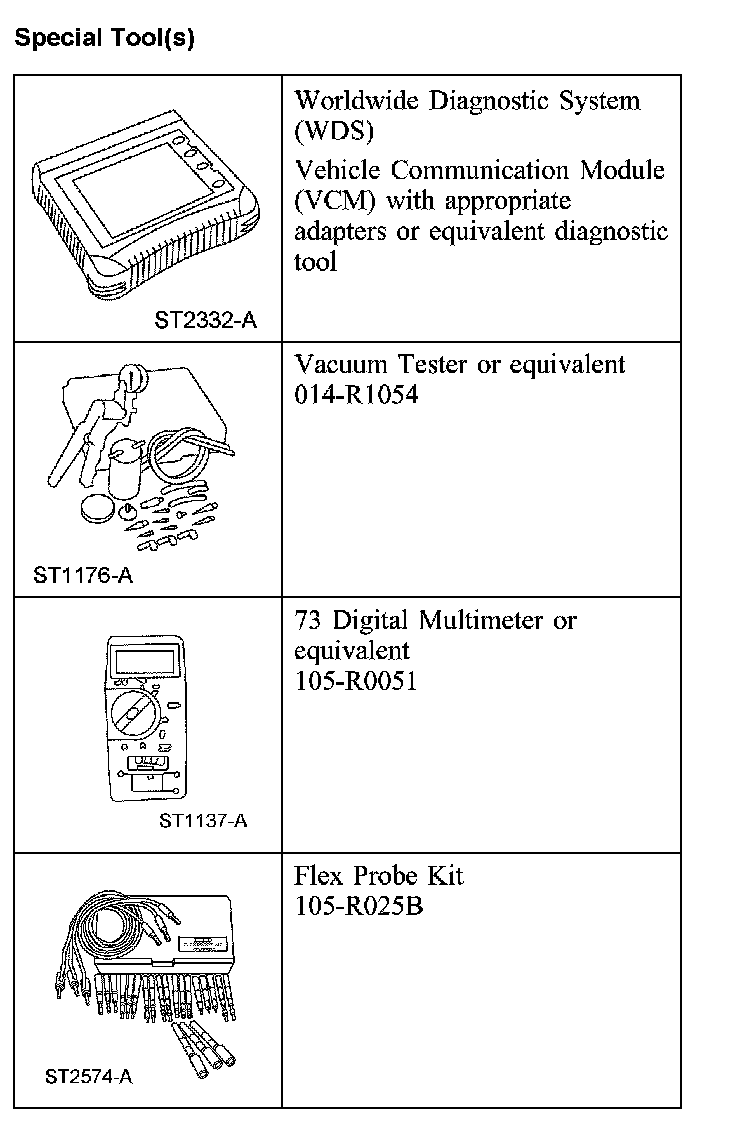 Special Tool(s)
Worldwide Diagnostic System
(WDS)
Vehicle Communication Module
(VCM) with appropriate
adapters or equivalent diagnostic
tool
ST2332-A
Vacuum Tester or equivalent
014-R1054
ST1176-A
73 Digital Multimeter or
equivalent
105-R0051
ST1137-A
Flex Probe Kit
105-R025B
ST2574-A